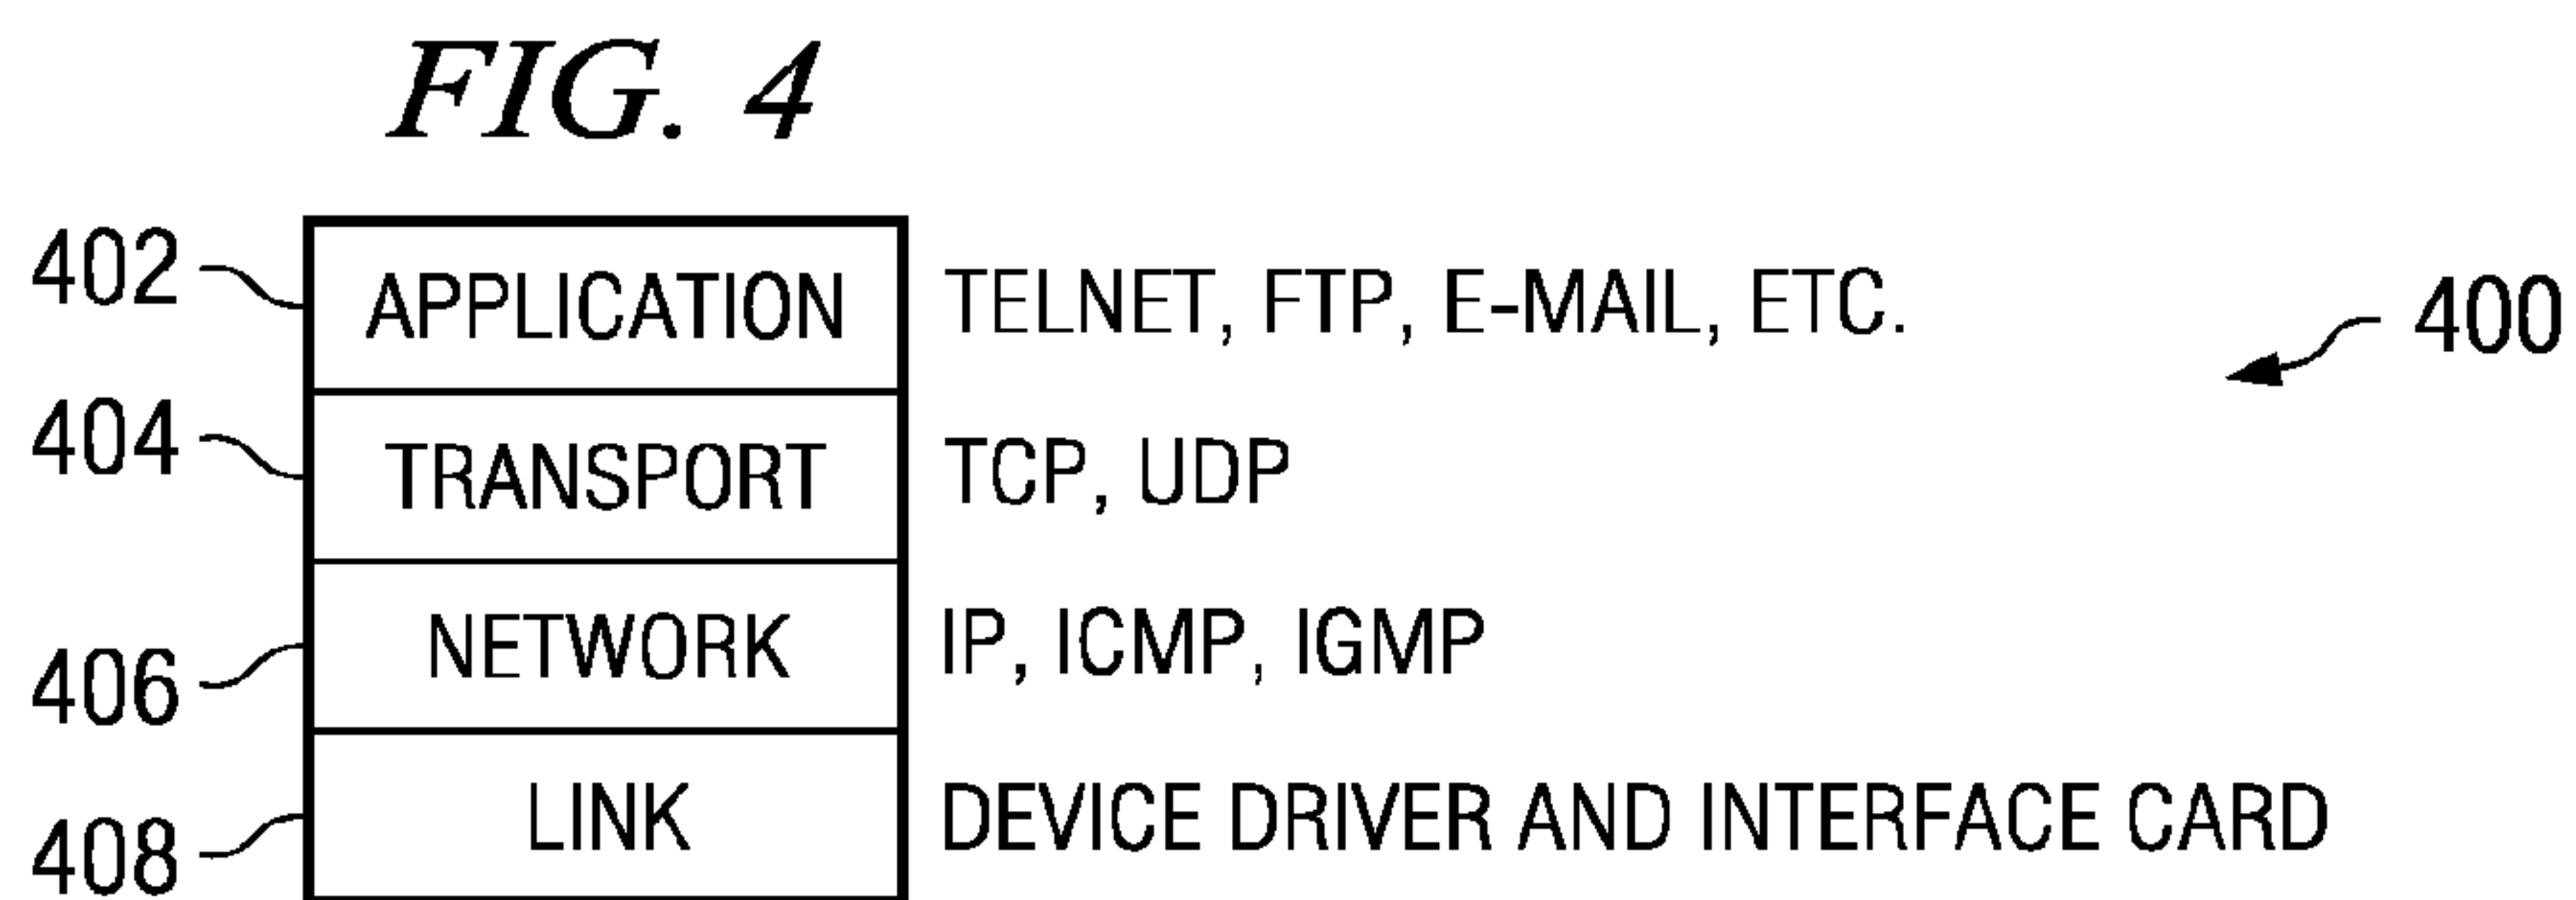 FIG. 4
402 APPLICATION TELNET, FTP, E-MAIL, ETC.
400
404 TRANSPORT TCP, UDP
406 NETWORK IP, ICMP, IGMP
408 LINK DEVICE DRIVER AND INTERFACE CARD